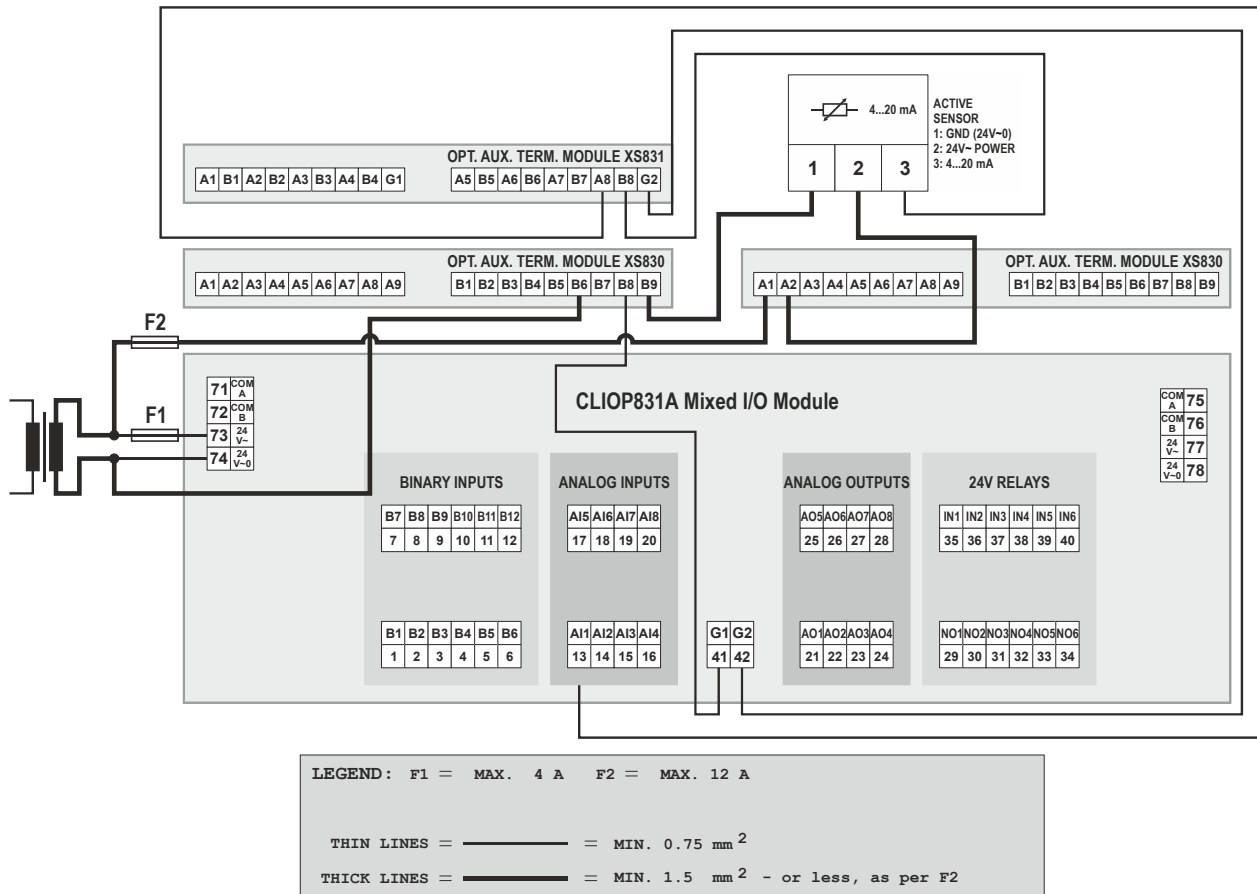 4...20 mA
ACTIVE
SENSOR
1: GND (24V~0)
2: 24V~ POWER
3: 4...20 mA
1 2 3
OPT. AUX. TERM. MODULE XS831
A1 B1 A2 B2 A3 B3 A4 B4 G1
A5 B5 A6 B6 A7 B7 A8 B8 G2
OPT. AUX. TERM. MODULE XS830
A1 A2 A3 A4 A5 A6 A7 A8 A9
B1 B2 B3 B4 B5 B6 B7 B8 B9
OPT. AUX. TERM. MODULE XS830
A1 A2 A3 A4 A5 A6 A7 A8 A9
B1 B2 B3 B4 B5 B6 B7 B8 B9
F2
F1
71 COM A
72 COM B
73 24 V~
74 24 V~0
CLIOP831A Mixed I/O Module
COM A 75
COM B 76
24 V~ 77
24 V~0 78
BINARY INPUTS
B7 B8 B9 B10 B11 B12
7 8 9 10 11 12
B1 B2 B3 B4 B5 B6
1 2 3 4 5 6
ANALOG INPUTS
AI5 AI6 AI7 AI8
17 18 19 20
AI1 AI2 AI3 AI4
13 14 15 16
G1 G2
41 42
ANALOG OUTPUTS
AO5 AO6 AO7 AO8
25 26 27 28
AO1 AO2 AO3 AO4
21 22 23 24
24V RELAYS
IN1 IN2 IN3 IN4 IN5 IN6
35 36 37 38 39 40
NO1 NO2 NO3 NO4 NO5 NO6
29 30 31 32 33 34
LEGEND: F1 = MAX. 4 A F2 = MAX. 12 A
THIN LINES = = MIN. 0.75 mm 2
THICK LINES = = MIN. 1.5 mm 2 - or less, as per F2